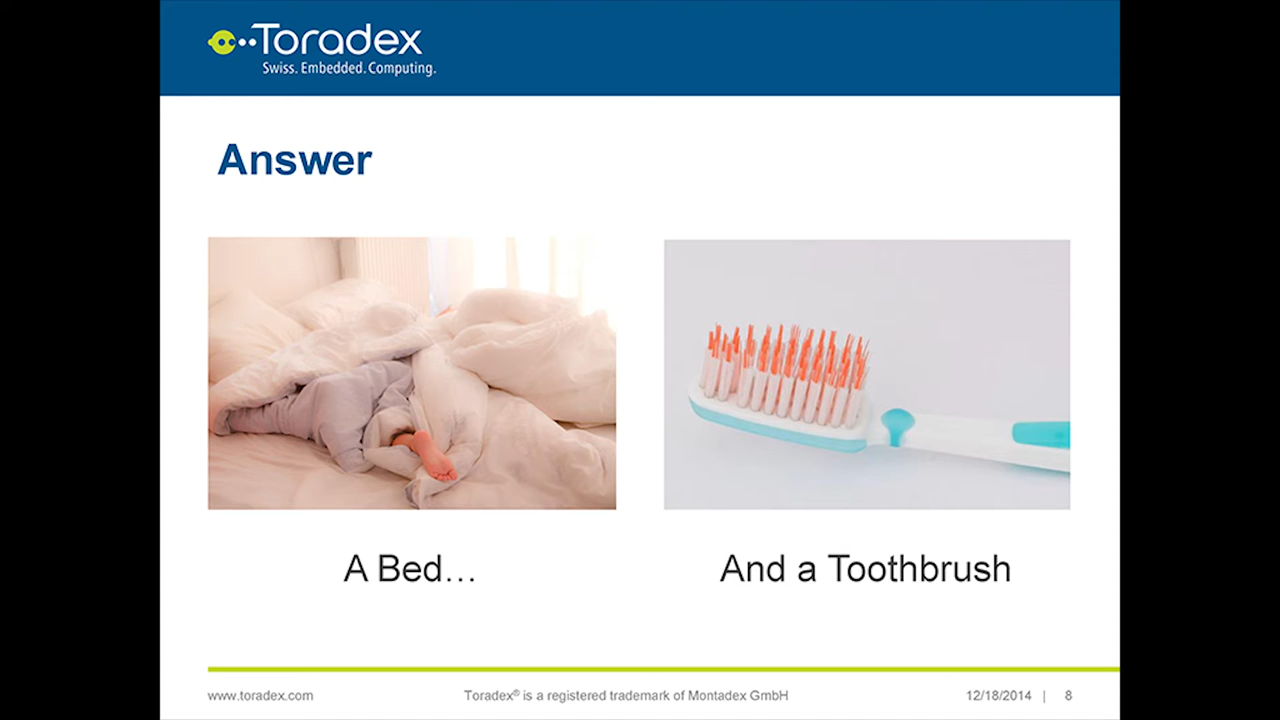 Toradex
Swiss. Embedded. Computing.
Answer
A Bed…
And a Toothbrush
www.toradex.com
Toradex® is a registered trademark of Montadex GmbH
12/18/2014 | 8